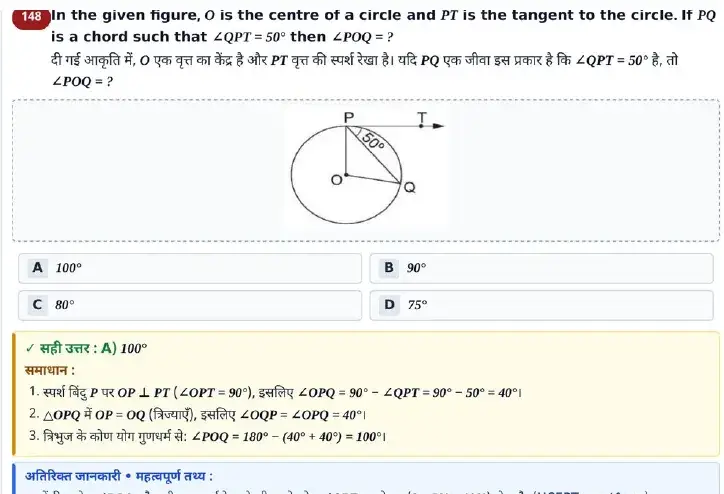 148 In the given figure, O is the centre of a circle and PT is the tangent to the circle. If PQ
is a chord such that ∠QPT = 50° then ∠POQ = ?
दी गई आकृति में, O एक वृत्त का केंद्र है और PT वृत्त की स्पर्श रेखा है। यदि PQ एक जीवा इस प्रकार है कि ∠QPT = 50° है, तो
∠POQ = ?
P T
50°
O
Q
A 100°
B 90°
C 80°
D 75°
✓ सही उत्तर : A) 100°
समाधान :
1. स्पर्श बिंदु P पर OP ⊥ PT (∠OPT = 90°), इसलिए ∠OPQ = 90° − ∠QPT = 90° − 50° = 40°।
2. △OPQ में OP = OQ (त्रिज्याएँ), इसलिए ∠OQP = ∠OPQ = 40°।
3. त्रिभुज के कोण योग गुणधर्म से: ∠POQ = 180° − (40° + 40°) = 100°।
अतिरिक्त जानकारी • महत्वपूर्ण तथ्य :